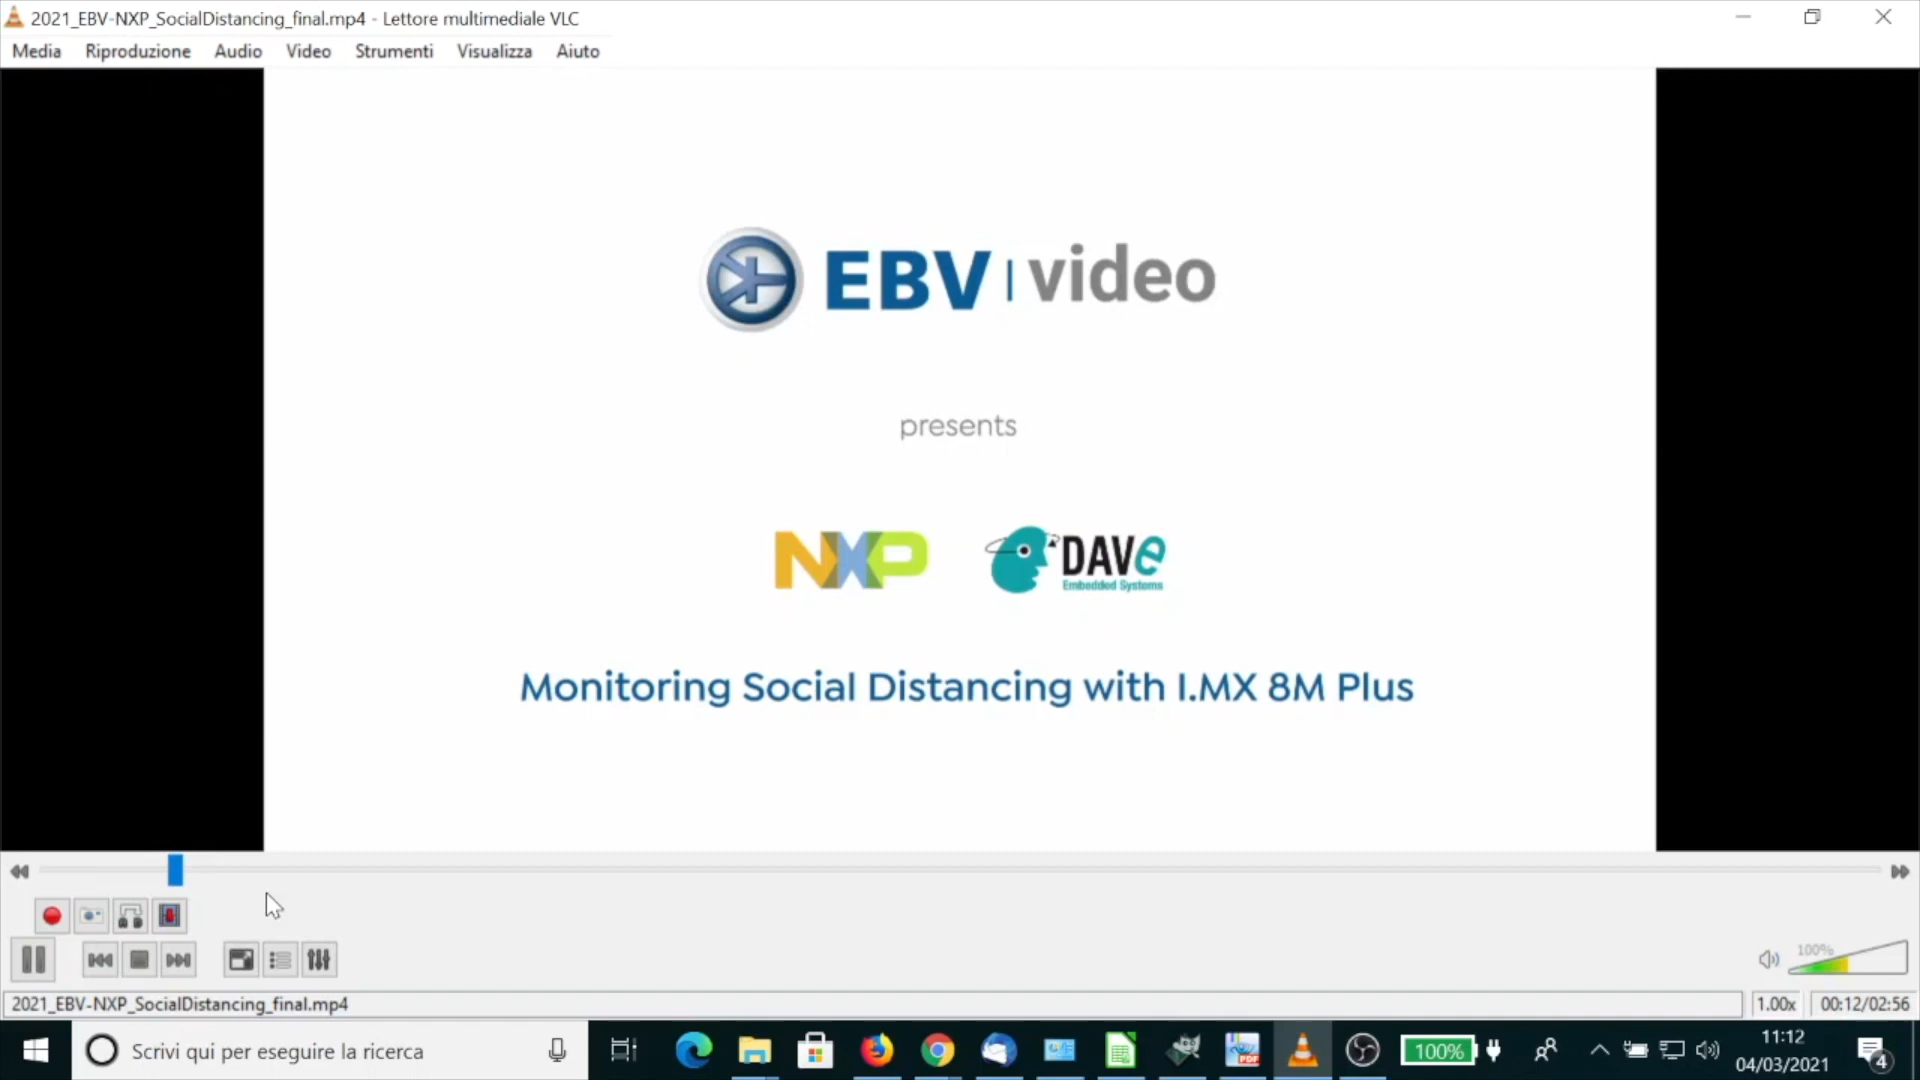 2021_EBV-NXP_SocialDistancing_final.mp4 - Lettore multimediale VLC
Media Riproduzione Audio Video Strumenti Visualizza Aiuto
EBV | video
presents
NXP DAVe
Embedded Systems
Monitoring Social Distancing with I.MX 8M Plus
100%
2021_EBV-NXP_SocialDistancing_final.mp4 1.00x 00:12/02:56
Scrivi qui per eseguire la ricerca 100% 11:12
04/03/2021 4